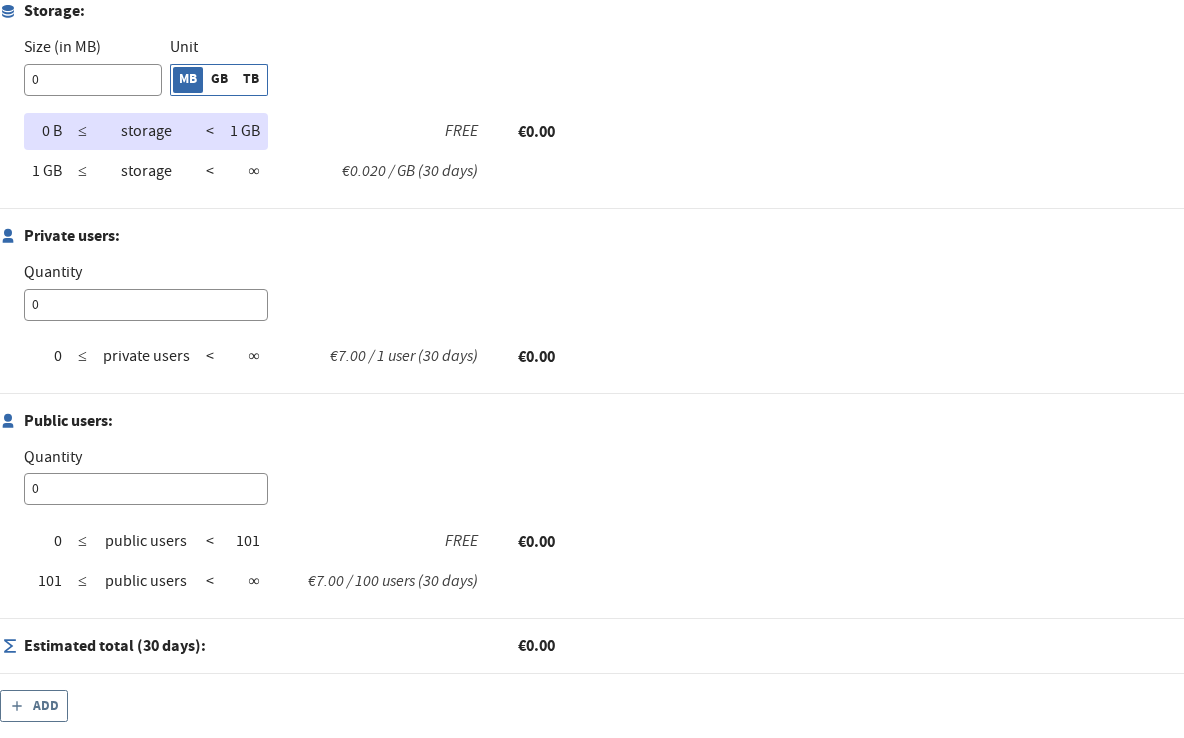 Storage:
Size (in MB) Unit
0 MB GB TB
0 B ≤ storage < 1 GB FREE €0.00
1 GB ≤ storage < ∞ €0.020 / GB (30 days)
Private users:
Quantity
0
0 ≤ private users < ∞ €7.00 / 1 user (30 days) €0.00
Public users:
Quantity
0
0 ≤ public users < 101 FREE €0.00
101 ≤ public users < ∞ €7.00 / 100 users (30 days)
Estimated total (30 days): €0.00
+ ADD